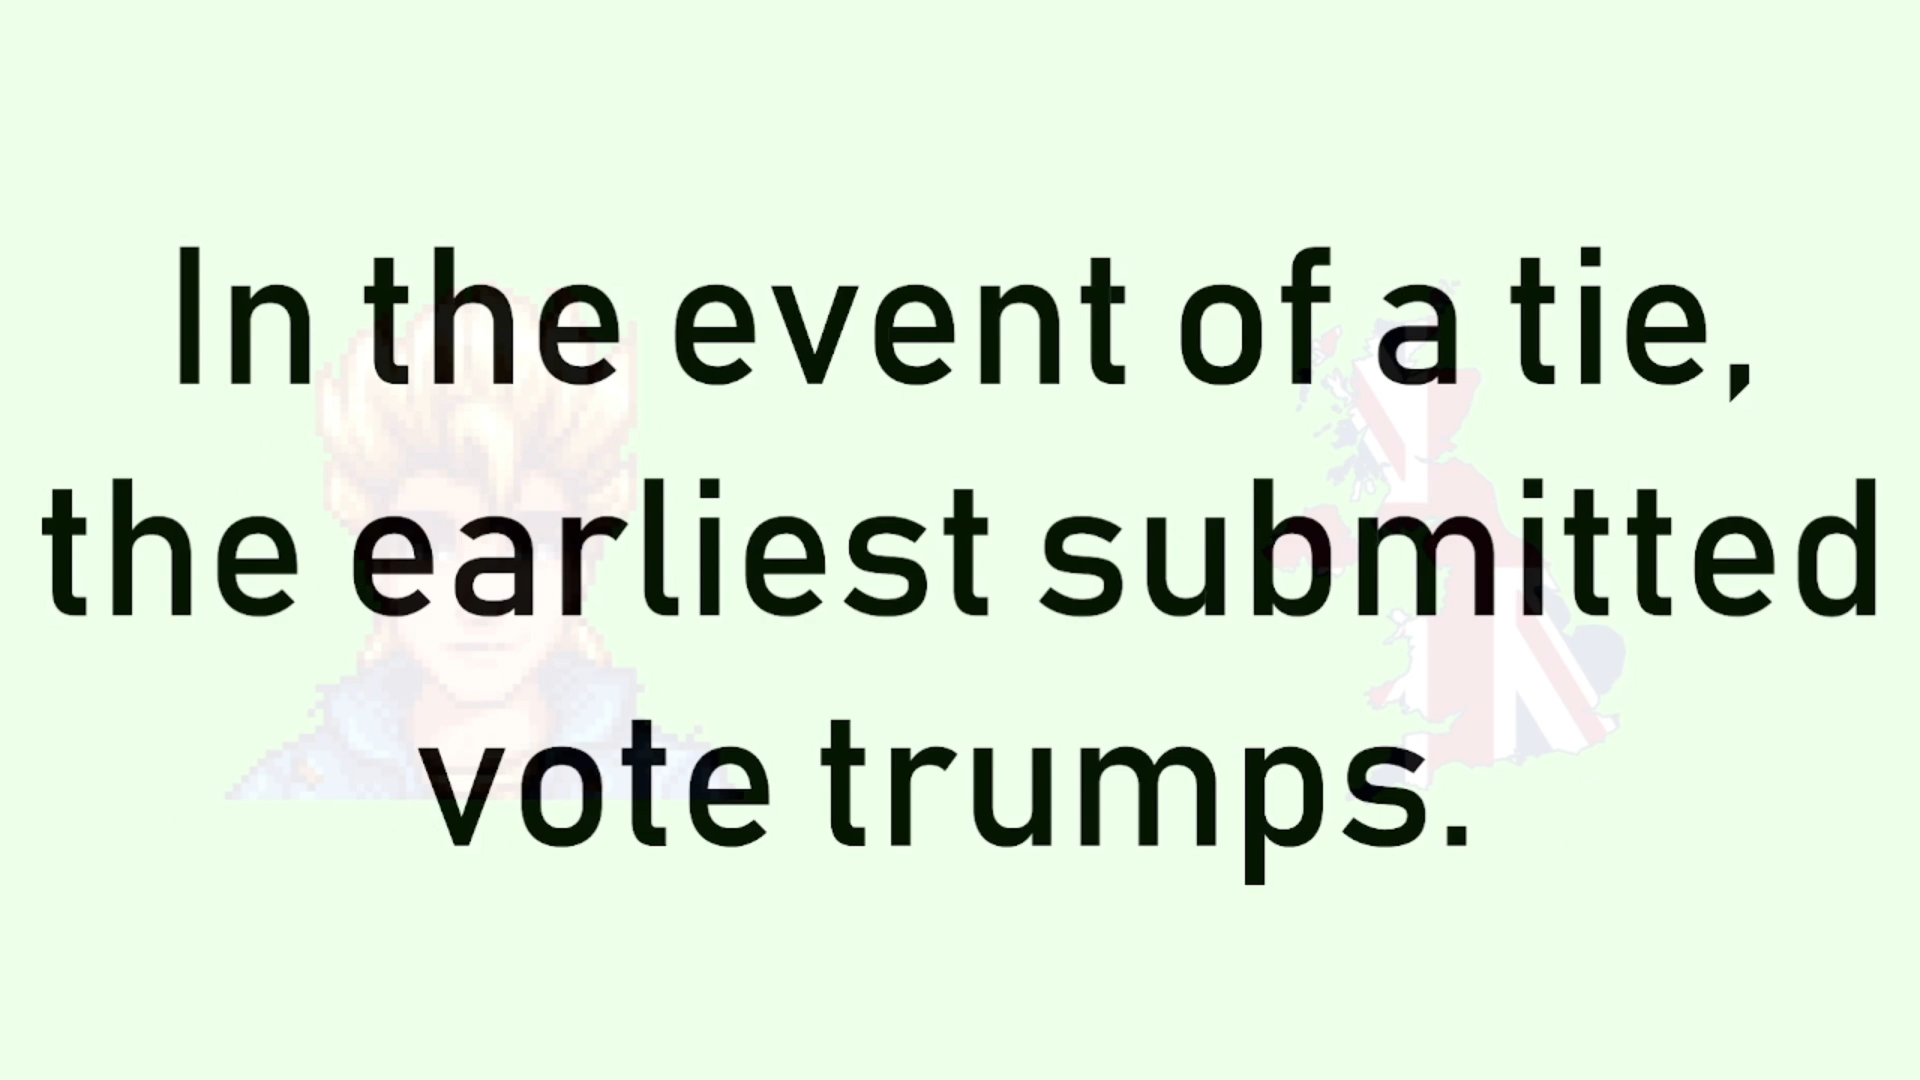 In the event of a tie,
the earliest submitted
vote trumps.